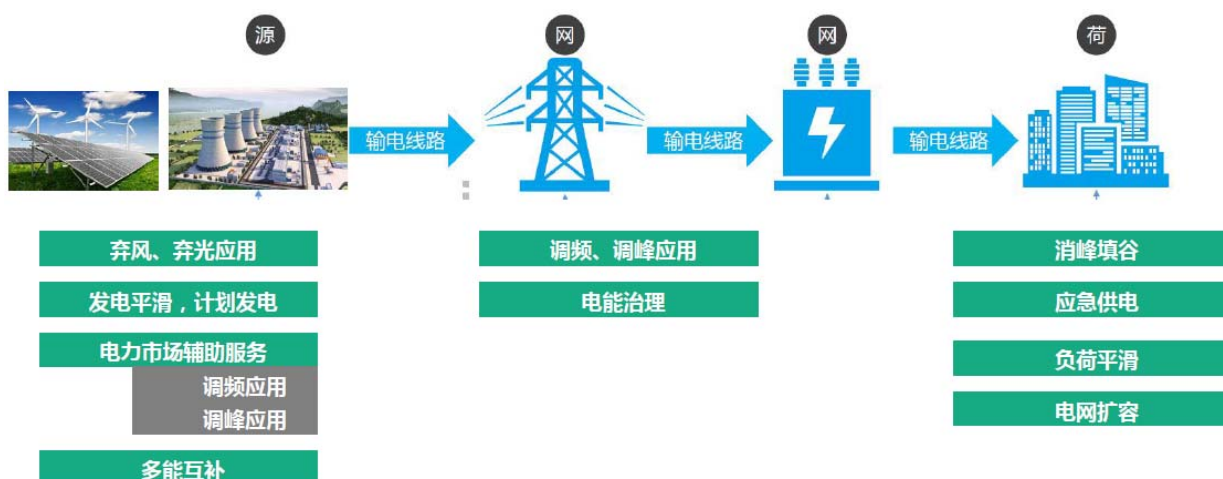 源
网
网
荷
输电线路
输电线路
输电线路
弃风、弃光应用
发电平滑，计划发电
电力市场辅助服务
调频应用
调峰应用
多能互补
调频、调峰应用
电能治理
消峰填谷
应急供电
负荷平滑
电网扩容